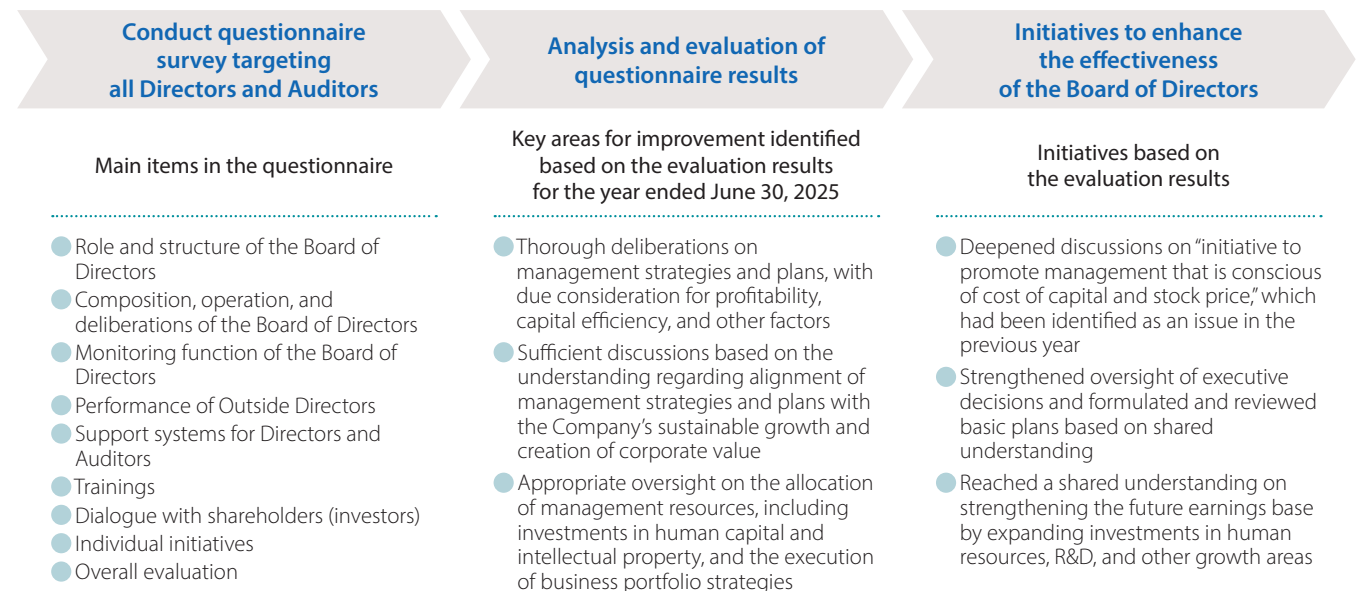 Conduct questionnaire
survey targeting
all Directors and Auditors
Main items in the questionnaire
Role and structure of the Board of
Directors
Composition, operation, and
deliberations of the Board of Directors
Monitoring function of the Board of
Directors
Performance of Outside Directors
Support systems for Directors and
Auditors
Trainings
Dialogue with shareholders (investors)
Individual initiatives
Overall evaluation
Analysis and evaluation of
questionnaire results
Key areas for improvement identified
based on the evaluation results
for the year ended June 30, 2025
Thorough deliberations on
management strategies and plans, with
due consideration for profitability,
capital efficiency, and other factors
Sufficient discussions based on the
understanding regarding alignment of
management strategies and plans with
the Company’s sustainable growth and
creation of corporate value
Appropriate oversight on the allocation
of management resources, including
investments in human capital and
intellectual property, and the execution
of business portfolio strategies
Initiatives to enhance
the effectiveness
of the Board of Directors
Initiatives based on
the evaluation results
Deepened discussions on “initiative to
promote management that is conscious
of cost of capital and stock price,” which
had been identified as an issue in the
previous year
Strengthened oversight of executive
decisions and formulated and reviewed
basic plans based on shared
understanding
Reached a shared understanding on
strengthening the future earnings base
by expanding investments in human
resources, R&D, and other growth areas